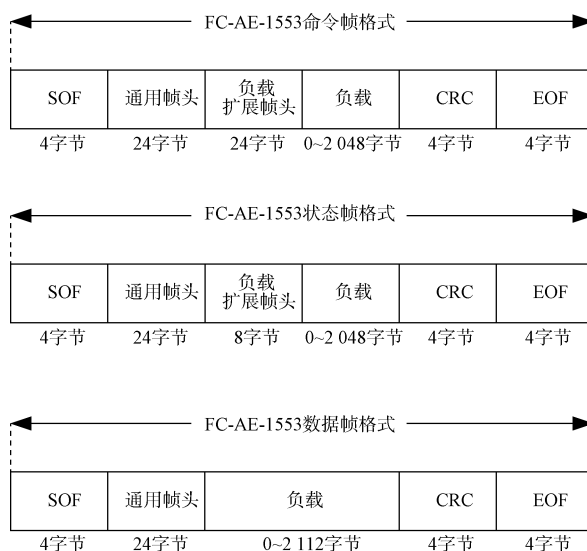 FC-AE-1553命令帧格式
SOF 通用帧头 负载 扩展帧头 负载 CRC EOF
4字节 24字节 24字节 0~2 048字节 4字节 4字节
FC-AE-1553状态帧格式
SOF 通用帧头 负载 扩展帧头 负载 CRC EOF
4字节 24字节 8字节 0~2 048字节 4字节 4字节
FC-AE-1553数据帧格式
SOF 通用帧头 负载 CRC EOF
4字节 24字节 0~2 112字节 4字节 4字节